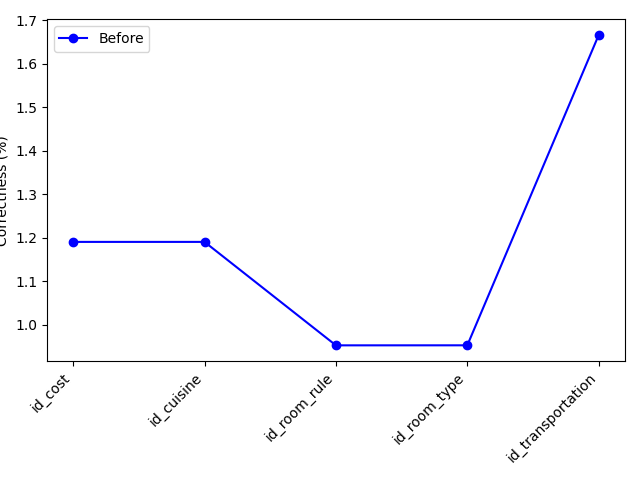 Before
Correctness (%)
1.7
1.6
1.5
1.4
1.3
1.2
1.1
1.0
id_cost
id_cuisine
id_room_rule
id_room_type
id_transportation